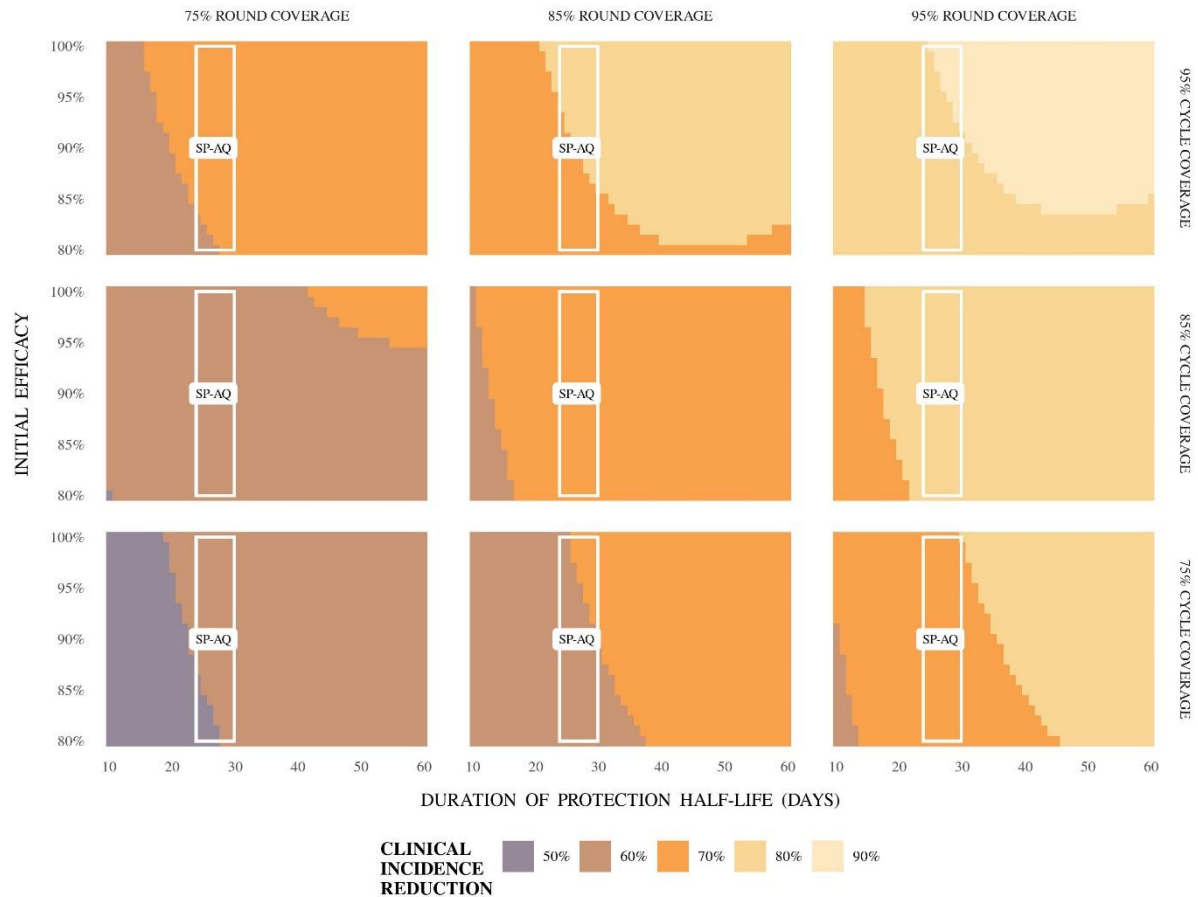 75% ROUND COVERAGE
85% ROUND COVERAGE
95% ROUND COVERAGE
INITIAL EFFICACY
100%
95%
90%
85%
80%
SP-AQ
SP-AQ
SP-AQ
95% CYCLE COVERAGE
100%
95%
90%
85%
80%
SP-AQ
SP-AQ
SP-AQ
85% CYCLE COVERAGE
100%
95%
90%
85%
80%
SP-AQ
SP-AQ
SP-AQ
75% CYCLE COVERAGE
10 20 30 40 50 60
10 20 30 40 50 60
10 20 30 40 50 60
DURATION OF PROTECTION HALF-LIFE (DAYS)
CLINICAL
INCIDENCE
REDUCTION
50% 60% 70% 80% 90%